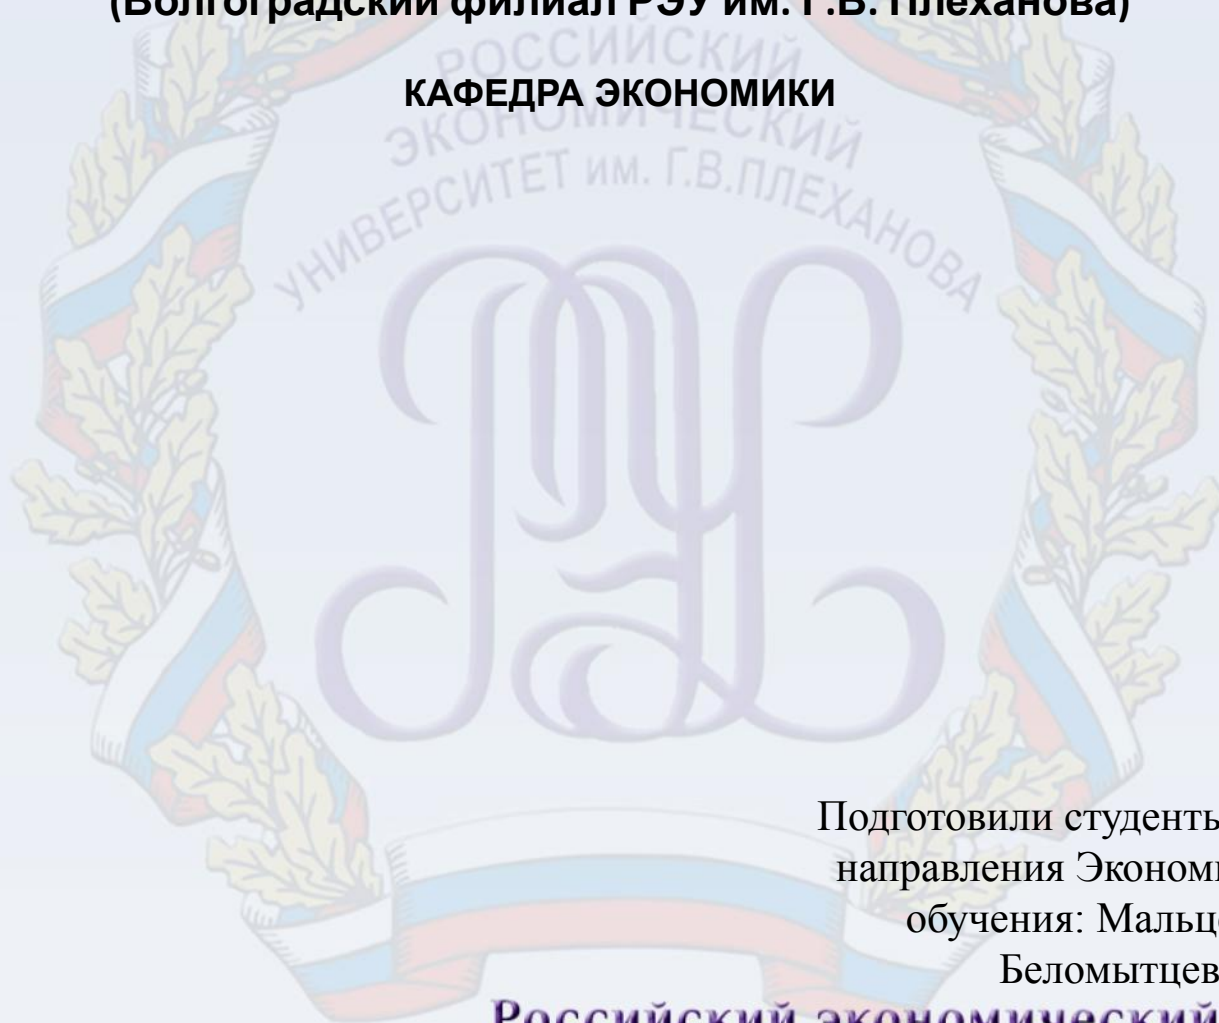 (Волгоградский филиал РЭУ им. Г.В. Плеханова)
КАФЕДРА ЭКОНОМИКИ
РОССИЙСКИЙ
ЭКОНОМИЧЕСКИЙ
УНИВЕРСИТЕТ им. Г.В.ПЛЕХАНОВА
РЭУ
Подготовили студенты
направления Эконом
обучения: Мальц
Беломытцев
Российский экономический